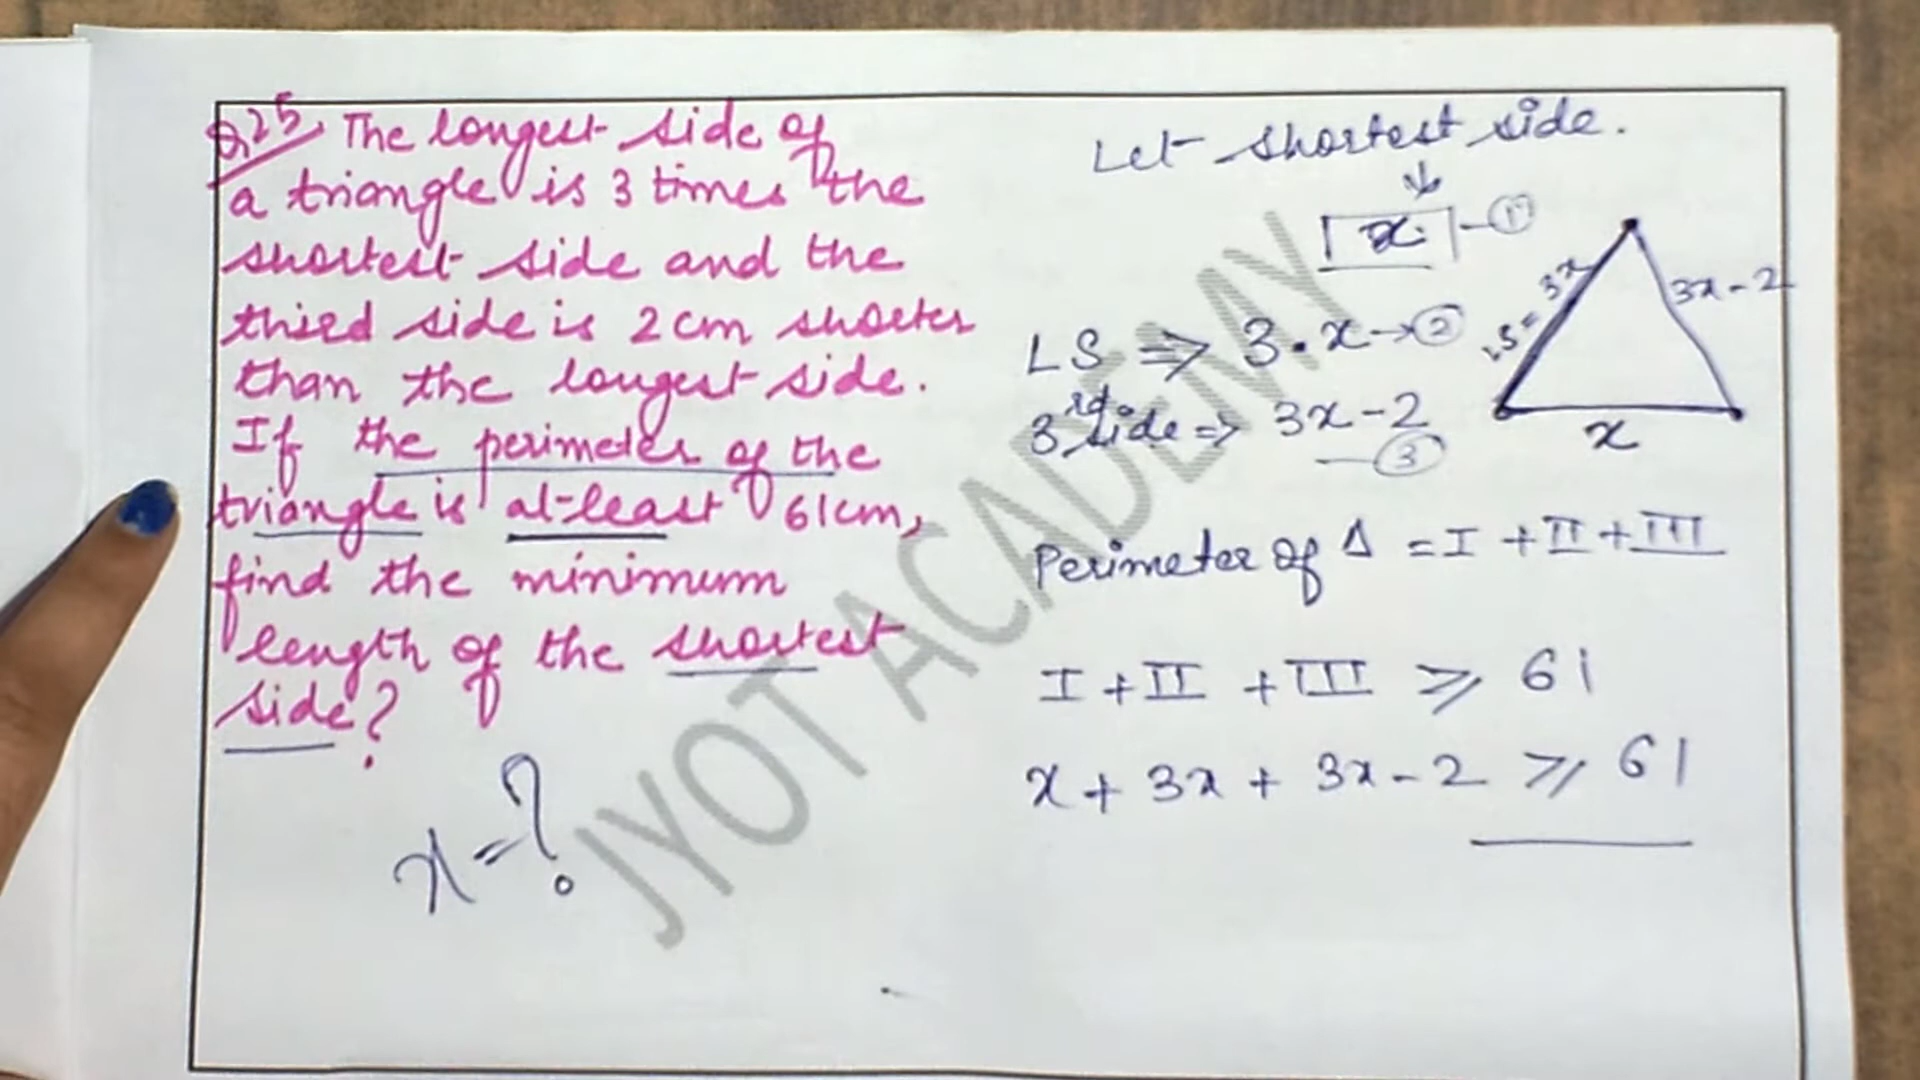 Q25 The longest side of
a triangle is 3 times the
shortest side and the
third side is 2cm shorter
than the longest side.
If the perimeter of the
triangle is at-least 61cm,
find the minimum
length of the shortest
side?
x=?
Let shortest side.
↓
x - ①
LS ⇒ 3·x → ②
3rd side ⇒ 3x-2
- ③
LS = 3x
3x-2
x
Perimeter of Δ = I + II + III
I + II + III ≥ 61
x + 3x + 3x - 2 ≥ 61
JYOT ACADEMY